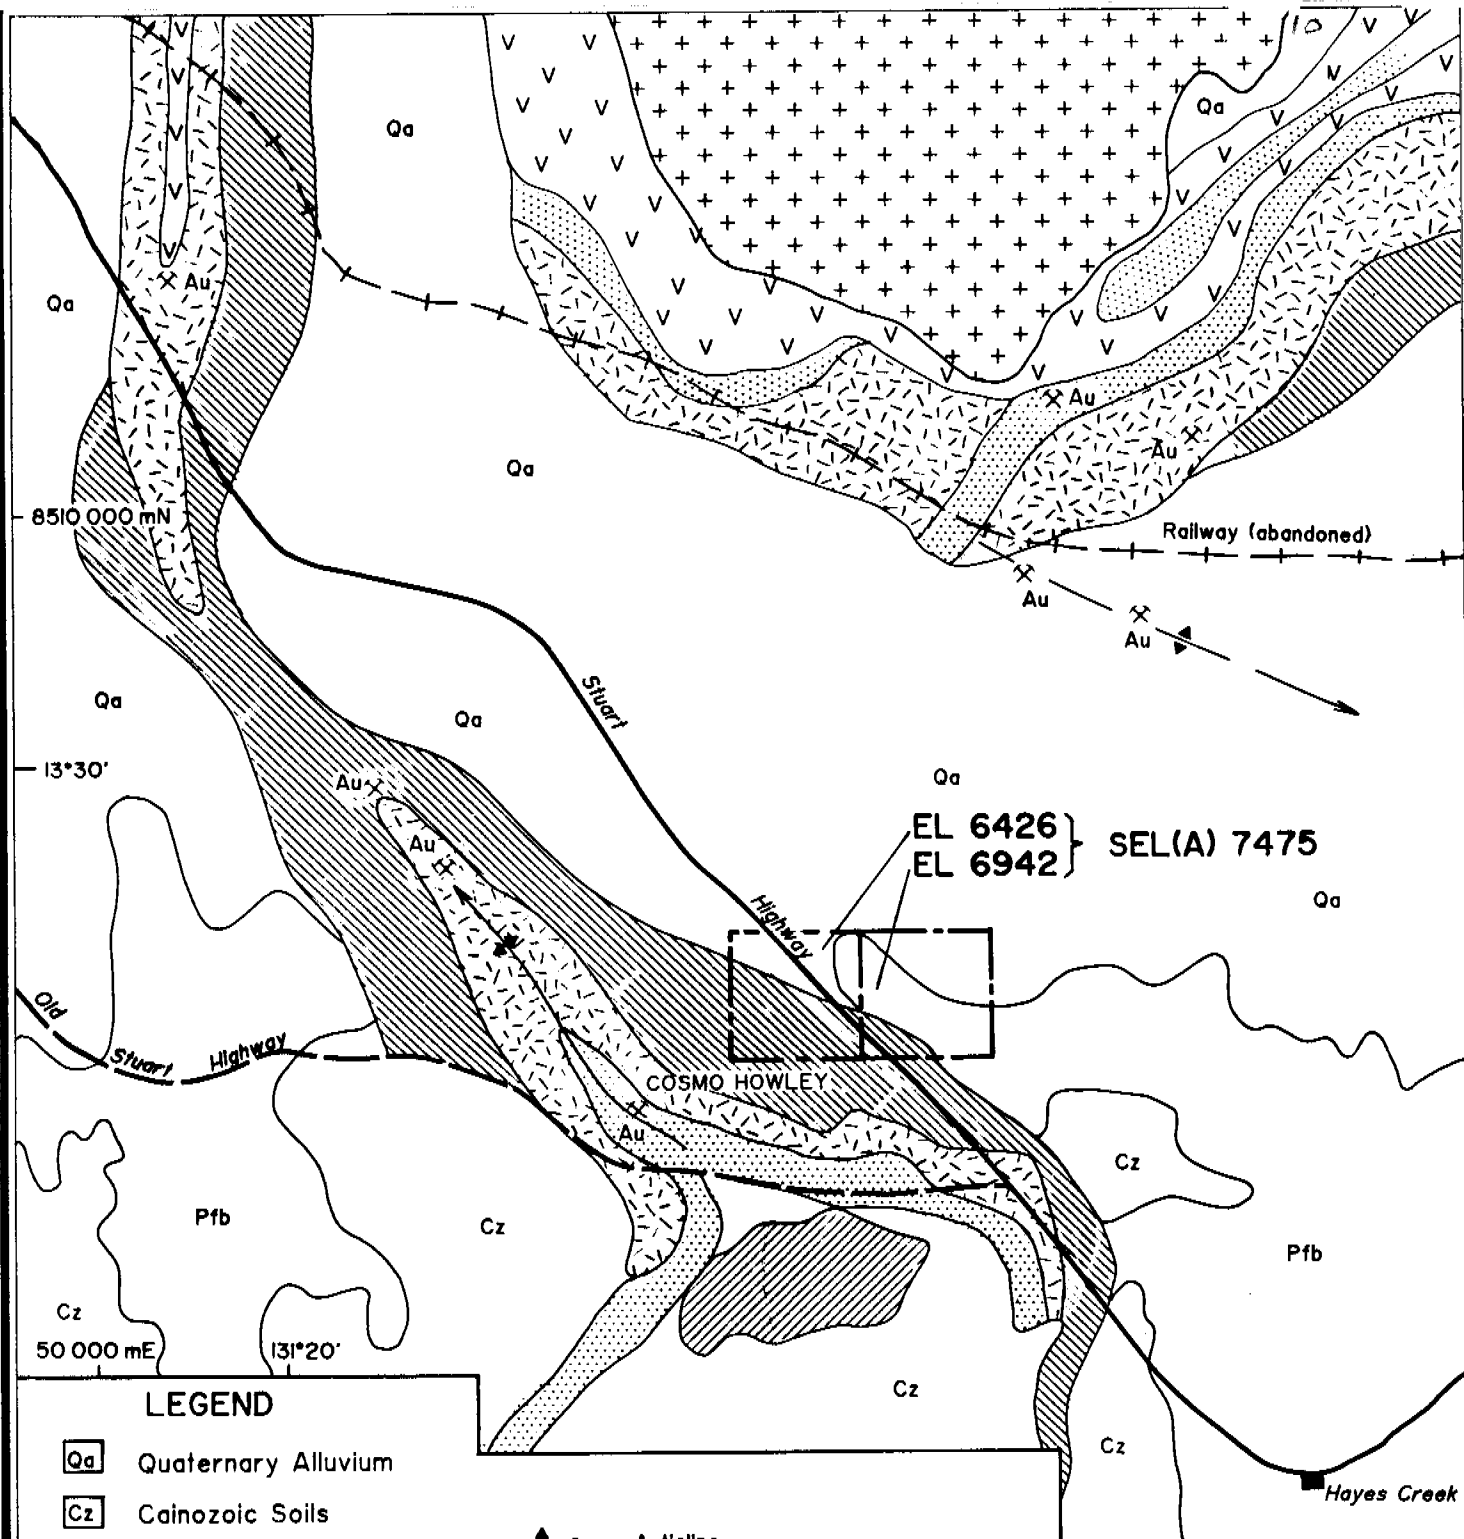 10
Qa
Qa
Au
Qa
Au
Au
Qa
8510 000 mN
Railway (abandoned)
Au
Au
Qa
Qa
Stuart
13°30'
Au
Qa
EL 6426
EL 6942
SEL(A) 7475
Au
Qa
Highway
Old
Stuart
Highway
COSMO HOWLEY
Au
Cz
Pfb
Cz
Pfb
Cz
50 000 mE
131°20'
Cz
LEGEND
Cz
Qa Quaternary Alluvium
Hayes Creek
Cz Cainozoic Soils